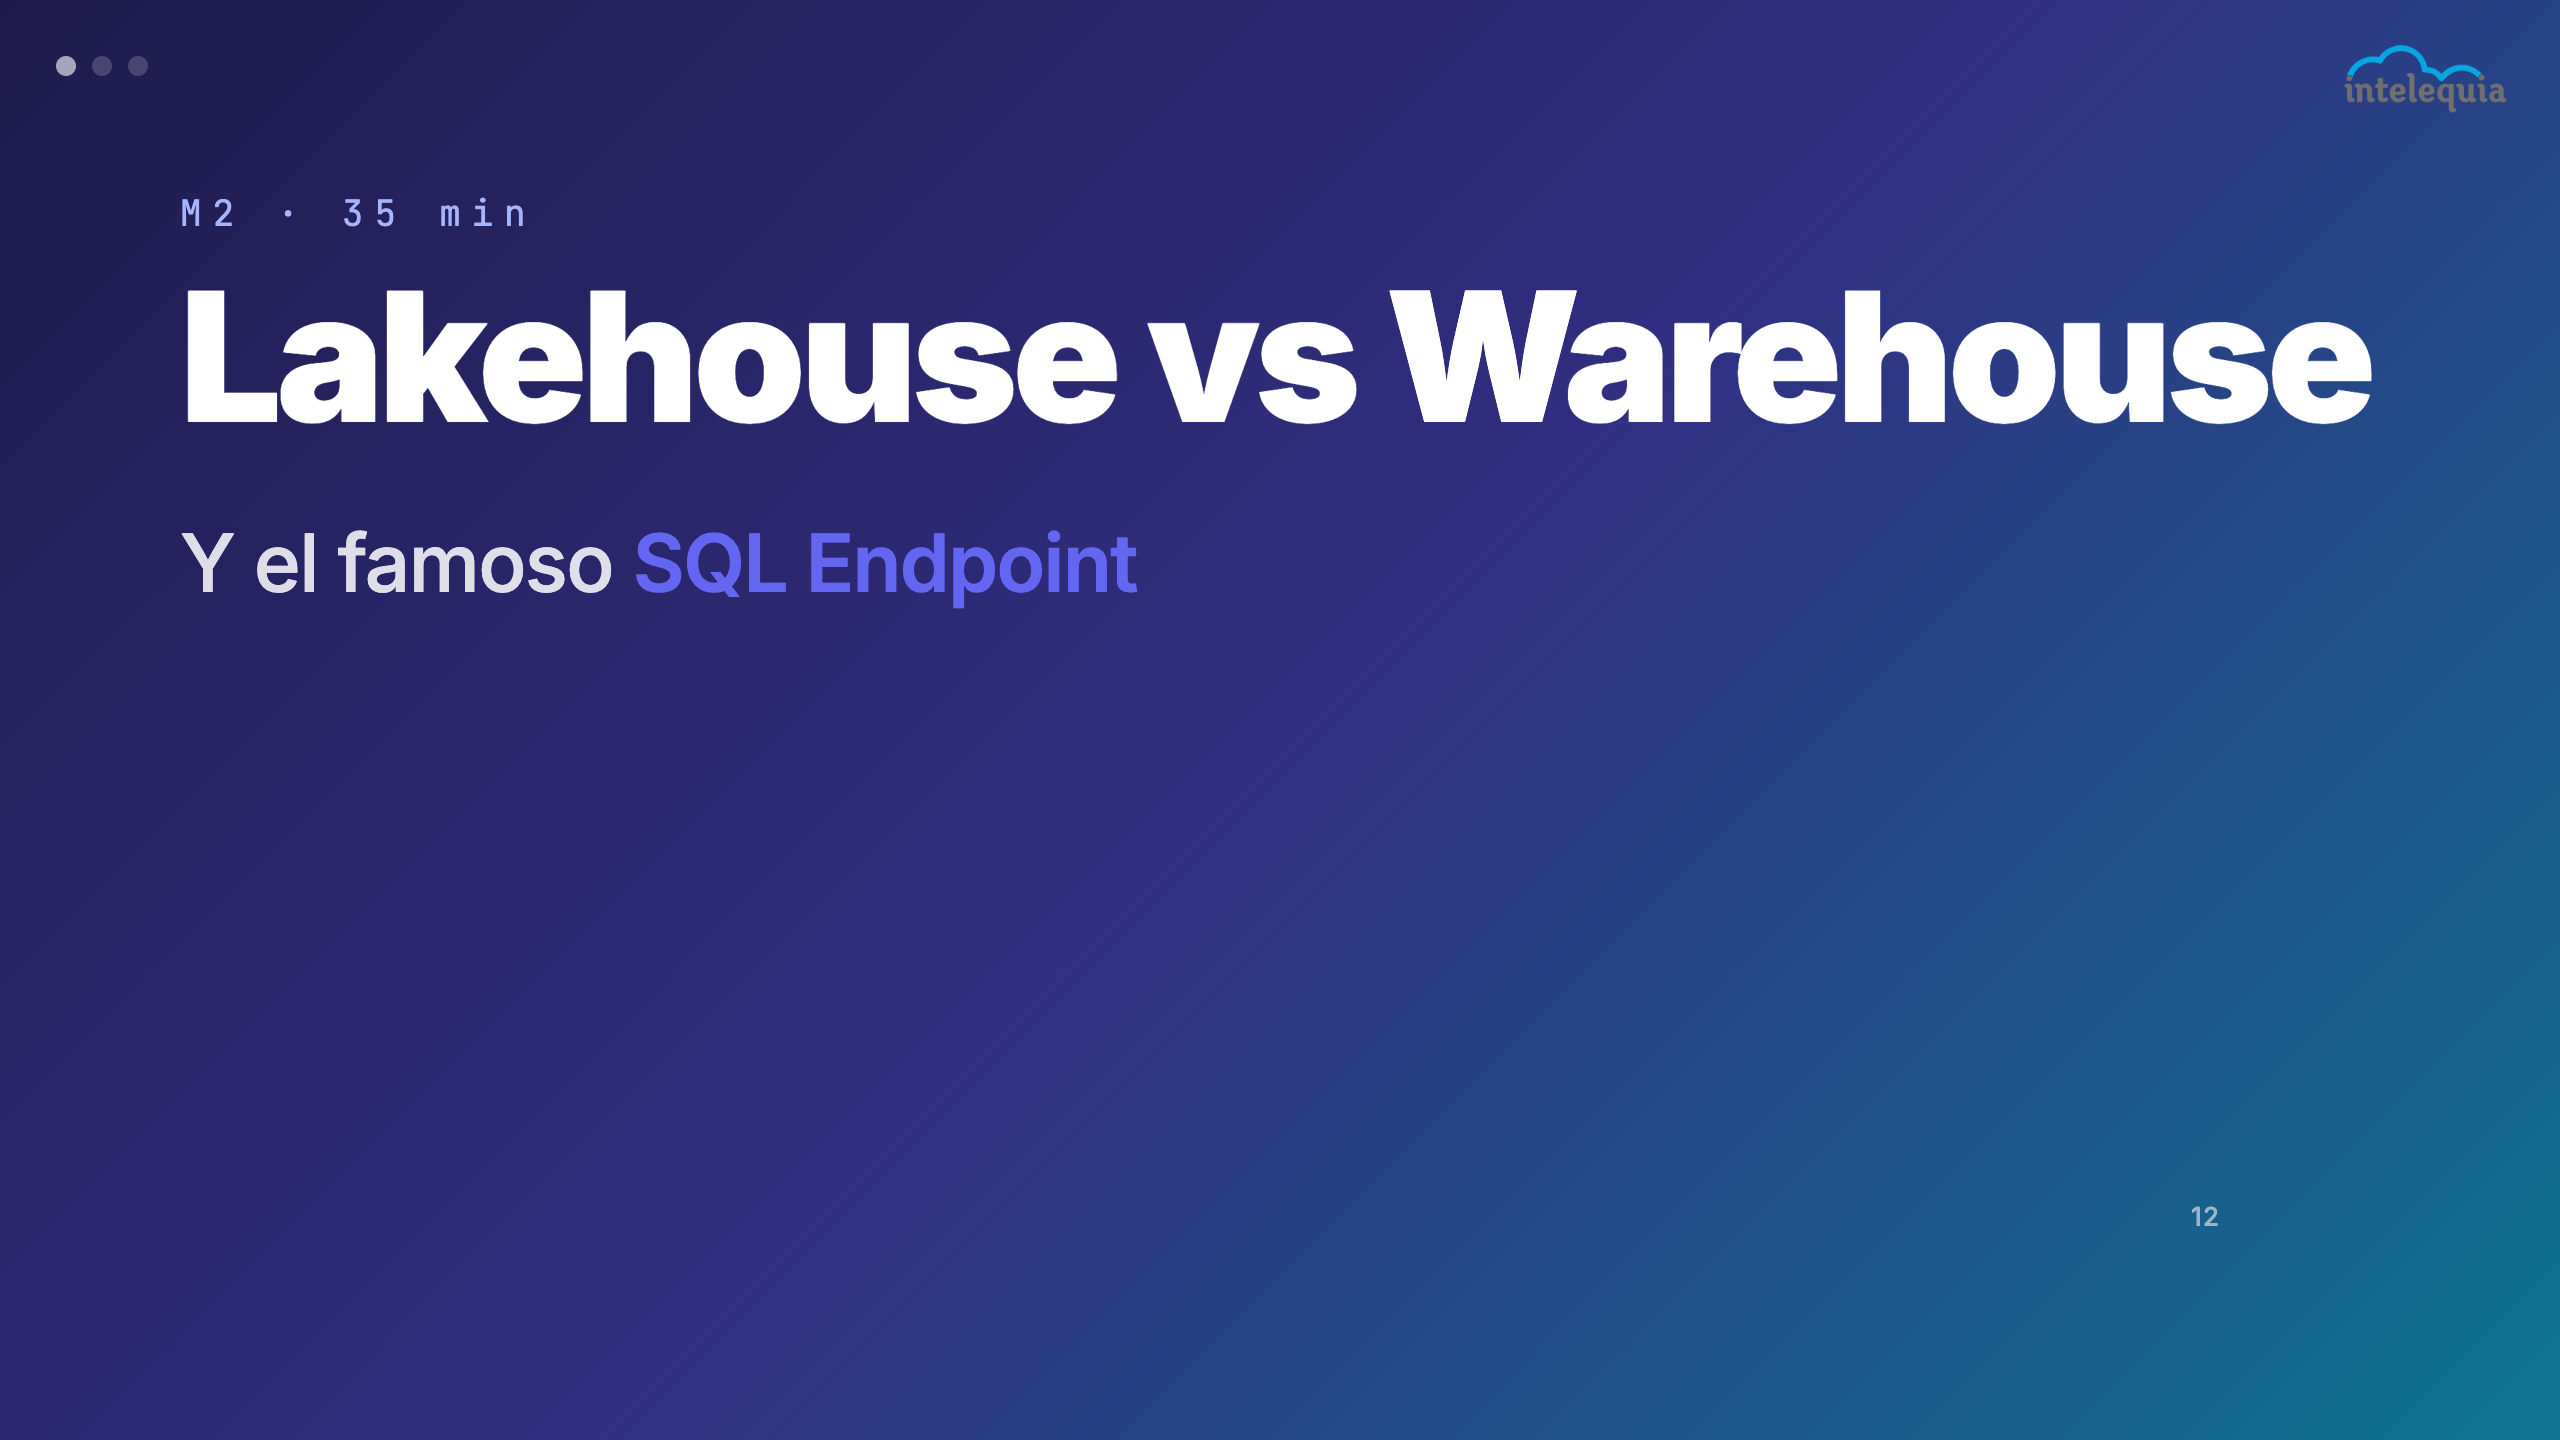 intelequia
M2 · 35 min
Lakehouse vs Warehouse
Y el famoso SQL Endpoint
12